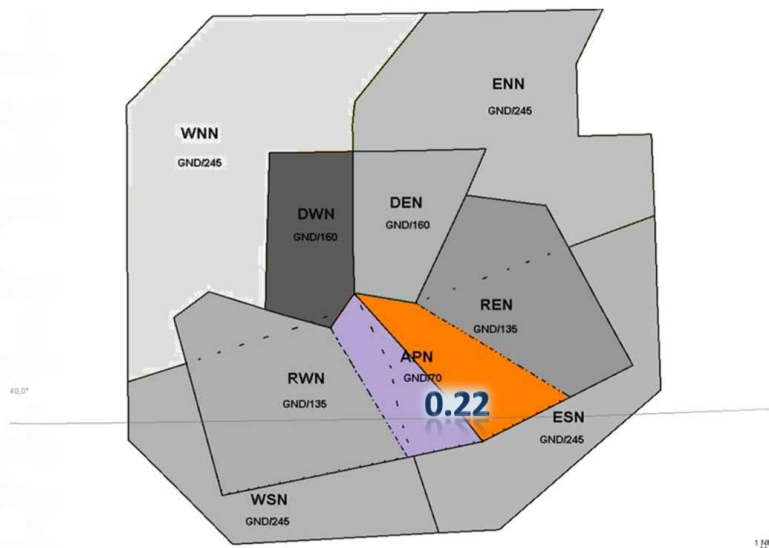 ENN
GND/245
WNN
GND/245
DEN
GND/160
DWN
GND/160
REN
GND/135
APN
GND/70
RWN
GND/135
40,0°
0.22
ESN
GND/245
WSN
GND/245